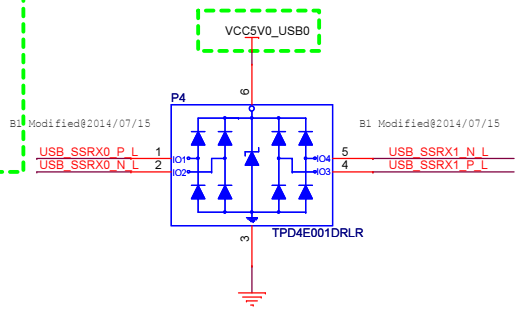 VCC5V0_USB0
6
P4
B1 Modified@2014/07/15
B1 Modified@2014/07/15
USB_SSRX0_P_L 1 IO1 IO4 5 USB_SSRX1_N_L
USB_SSRX0_N_L 2 IO2 IO3 4 USB_SSRX1_P_L
TPD4E001DRLR
3